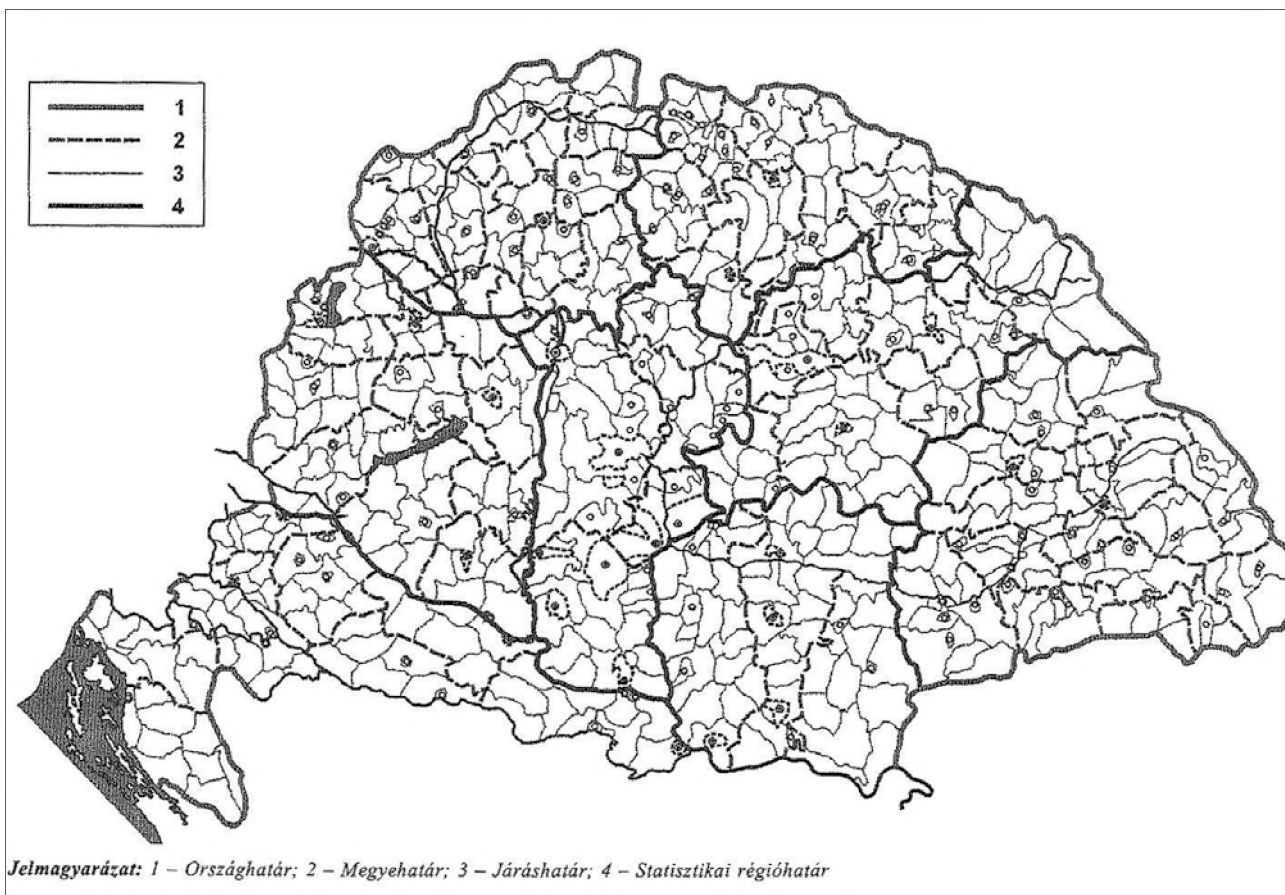 1
2
3
4
Jelmagyarázat: 1 – Országhatár; 2 – Megyehatár; 3 – Járáshatár; 4 – Statisztikai régióhatár